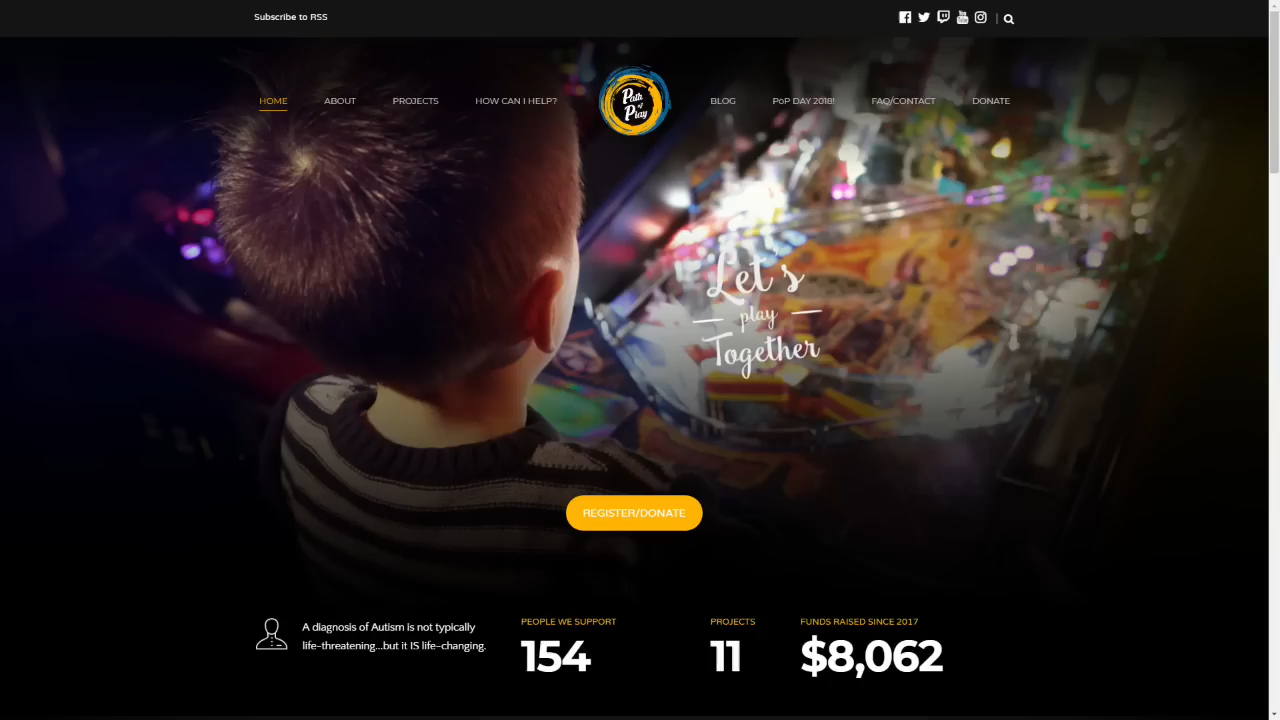 Subscribe to RSS
HOME
ABOUT
PROJECTS
HOW CAN I HELP?
Path
of
Play
BLOG
PoP DAY 2018!
FAQ/CONTACT
DONATE
Let's
play
Together
REGISTER/DONATE
A diagnosis of Autism is not typically
life-threatening...but it IS life-changing.
PEOPLE WE SUPPORT
154
PROJECTS
11
FUNDS RAISED SINCE 2017
$8,062